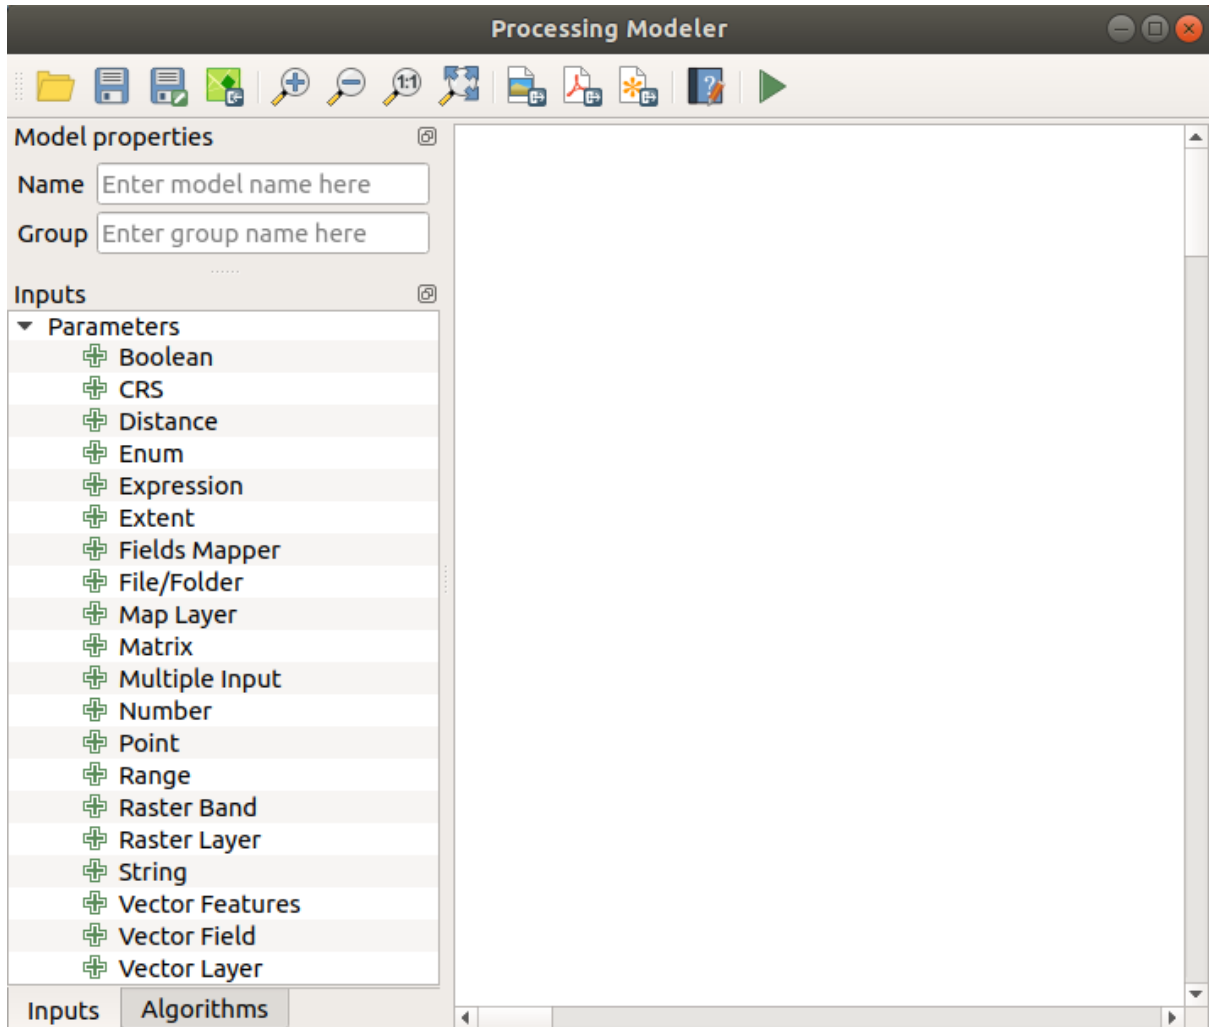 Processing Modeler
1:1
Model properties
Name Enter model name here
Group Enter group name here
Inputs
Parameters
Boolean
CRS
Distance
Enum
Expression
Extent
Fields Mapper
File/Folder
Map Layer
Matrix
Multiple Input
Number
Point
Range
Raster Band
Raster Layer
String
Vector Features
Vector Field
Vector Layer
Inputs Algorithms